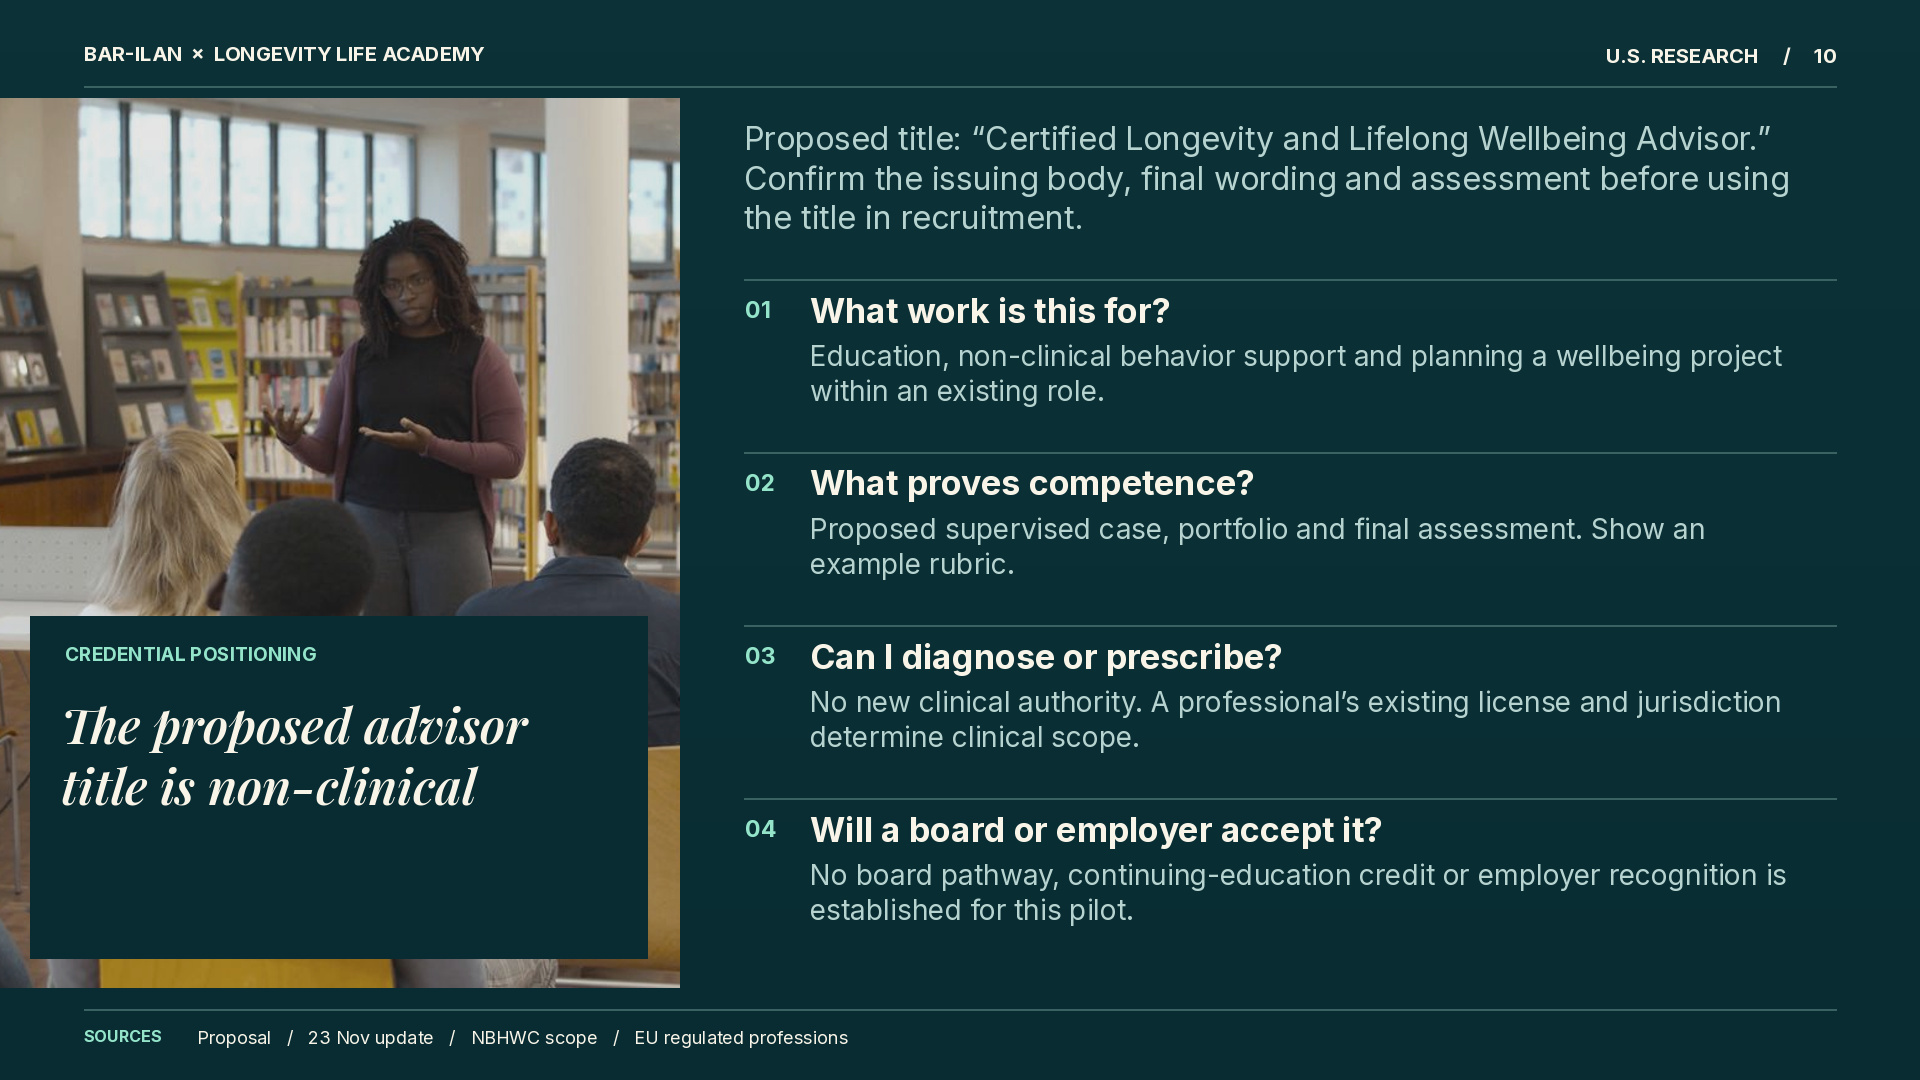 BAR-ILAN × LONGEVITY LIFE ACADEMY
U.S. RESEARCH / 10
Proposed title: “Certified Longevity and Lifelong Wellbeing Advisor.”
Confirm the issuing body, final wording and assessment before using
the title in recruitment.
01 What work is this for?
Education, non-clinical behavior support and planning a wellbeing project
within an existing role.
02 What proves competence?
Proposed supervised case, portfolio and final assessment. Show an
example rubric.
03 Can I diagnose or prescribe?
No new clinical authority. A professional’s existing license and jurisdiction
determine clinical scope.
04 Will a board or employer accept it?
No board pathway, continuing-education credit or employer recognition is
established for this pilot.
CREDENTIAL POSITIONING
The proposed advisor
title is non-clinical
SOURCES Proposal / 23 Nov update / NBHWC scope / EU regulated professions